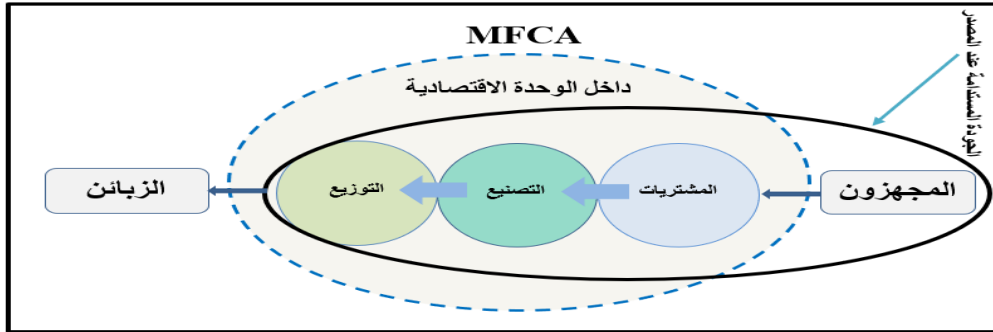 MFCA
داخل الوحدة الاقتصادية
الجودة المستدامة عند المصدر
المجهزون
المشتريات
التصنيع
التوزيع
الزبائن